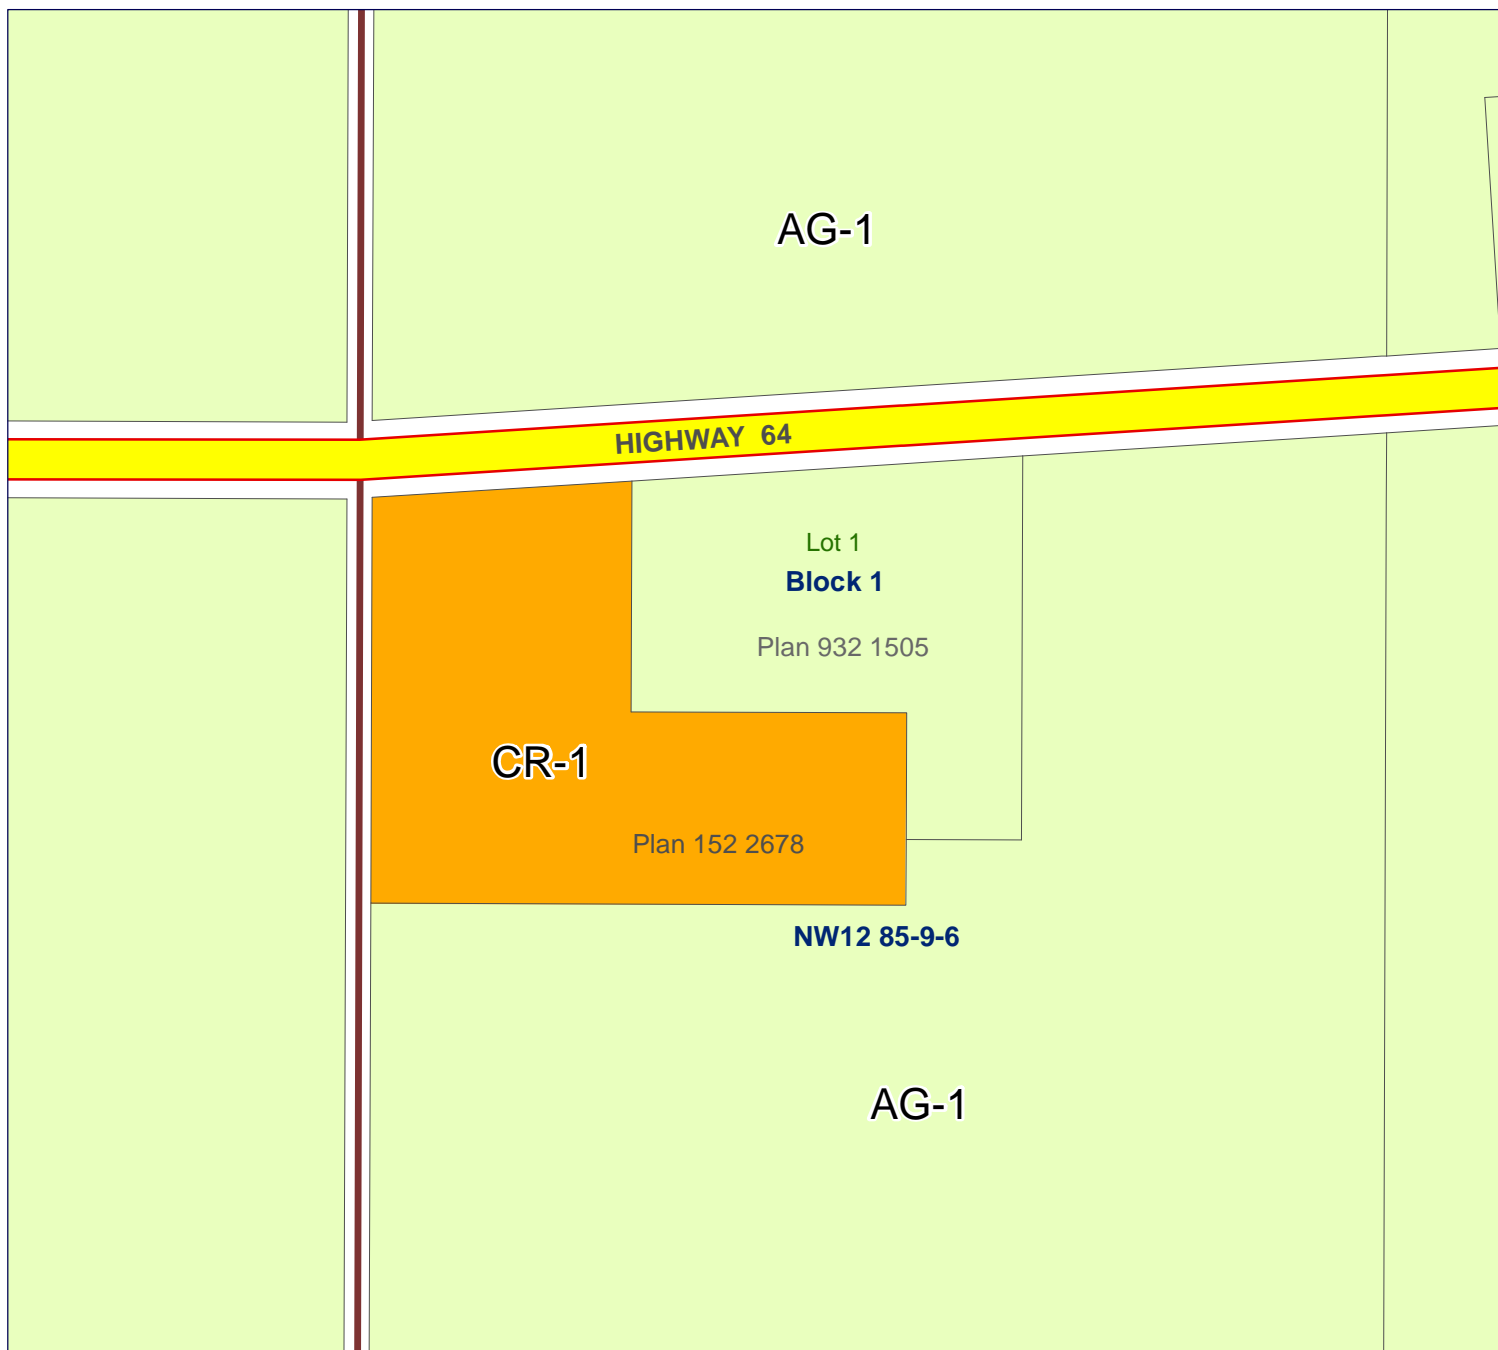 AG-1
HIGHWAY 64
Lot 1
Block 1
Plan 932 1505
CR-1
Plan 152 2678
NW12 85-9-6
AG-1